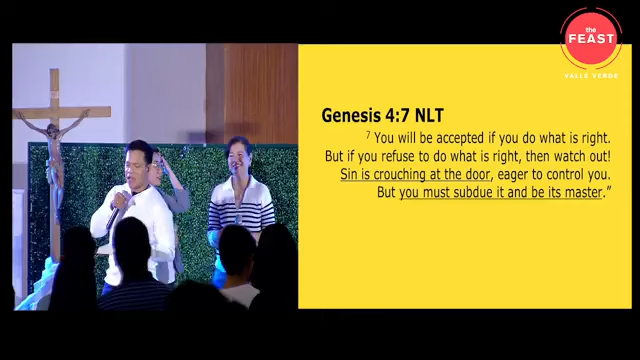 the
FEAST
VALLE VERDE
Genesis 4:7 NLT
7 You will be accepted if you do what is right.
But if you refuse to do what is right, then watch out!
Sin is crouching at the door, eager to control you.
But you must subdue it and be its master.”